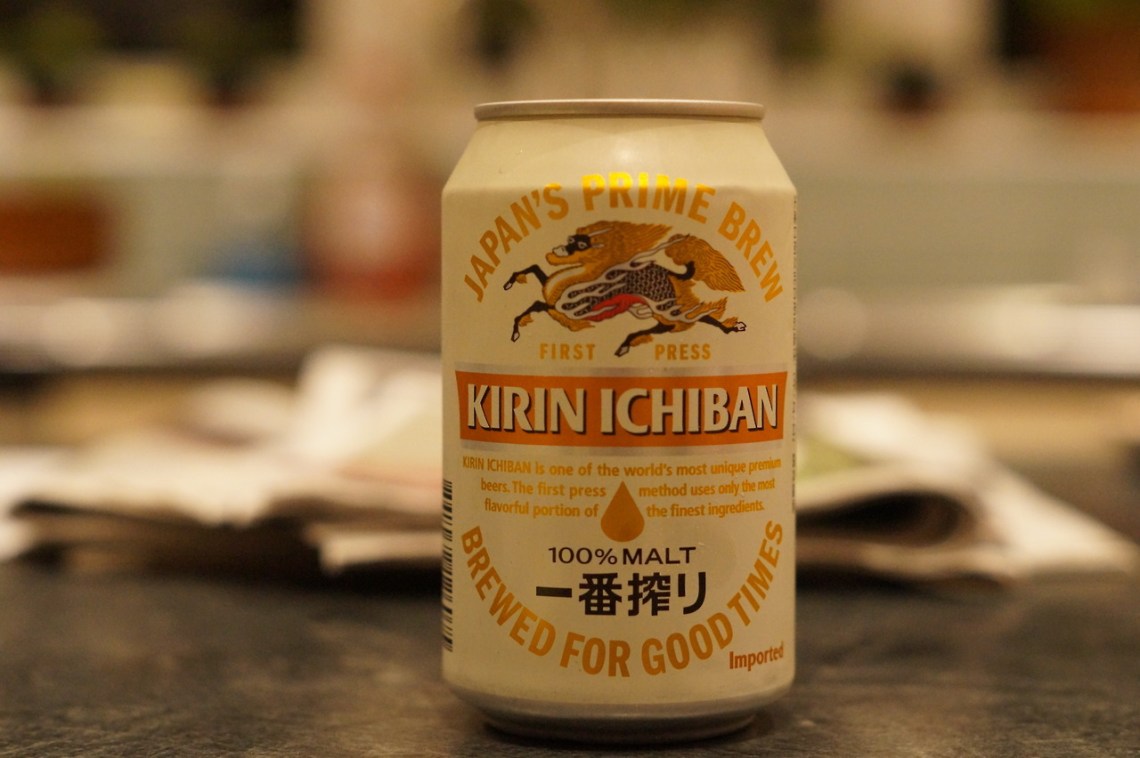 JAPAN'S PRIME BREW
FIRST PRESS
KIRIN ICHIBAN
KIRIN ICHIBAN is one of the world's most unique premium
beers. The first press method uses only the most
flavorful portion of the finest ingredients.
100% MALT
一番搾り
BREWED FOR GOOD TIMES
Imported